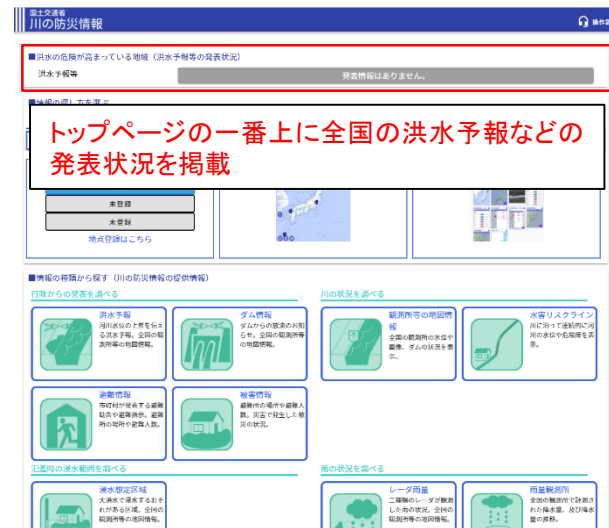 国土交通省
川の防災情報
■洪水の危険が高まっている地域（洪水予報等の発表状況）
洪水予報等
発表情報はありません。
トップページの一番上に全国の洪水予報などの
発表状況を掲載
未登録
未登録
地点登録はこちら
■情報の種類から探す（川の防災情報の提供情報）
行政からの発表を調べる
川の状況を調べる
洪水予報
河川水位の上昇を伝え
る洪水予報。全国の観
測所等の地図情報。
ダム情報
ダムからの放流のお知
らせ。全国の観測所等
の地図情報。
観測所等の地図情
報
全国の観測所の水位や
画像、ダムの状況を表
示。
水害リスクライン
川に沿って連続的に河
川の水位や危険度を表
示。
避難情報
市町村が発表する避難
勧告や避難指示。避難
所の場所や避難人数。
被害情報
避難所の場所や避難人
数。災害で発生した被
災の状況。
氾濫時の浸水範囲を調べる
雨の状況を調べる
浸水想定区域
大洪水で浸水するおそ
れがある区域。全国の
観測所等の地図情報。
レーダ雨量
二種類のレーダが観測
した雨の状況。全国の
観測所等の地図情報。
雨量観測所
全国の観測所で計測さ
れた降水量、及び降水
量の推移。